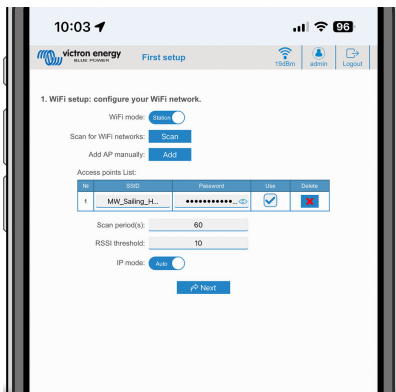 10:03
96
victron energy
BLUE POWER
First setup
19dBm
admin
Logout
1. WiFi setup: configure your WiFi network.
WiFi mode: Station
Scan for WiFi networks: Scan
Add AP manually: Add
Access points List:
№ SSID Password Use Delete
1 MW_Sailing_H... ●●●●●●●●●●●...
Scan period(s): 60
RSSI threshold: 10
IP mode: Auto
Next